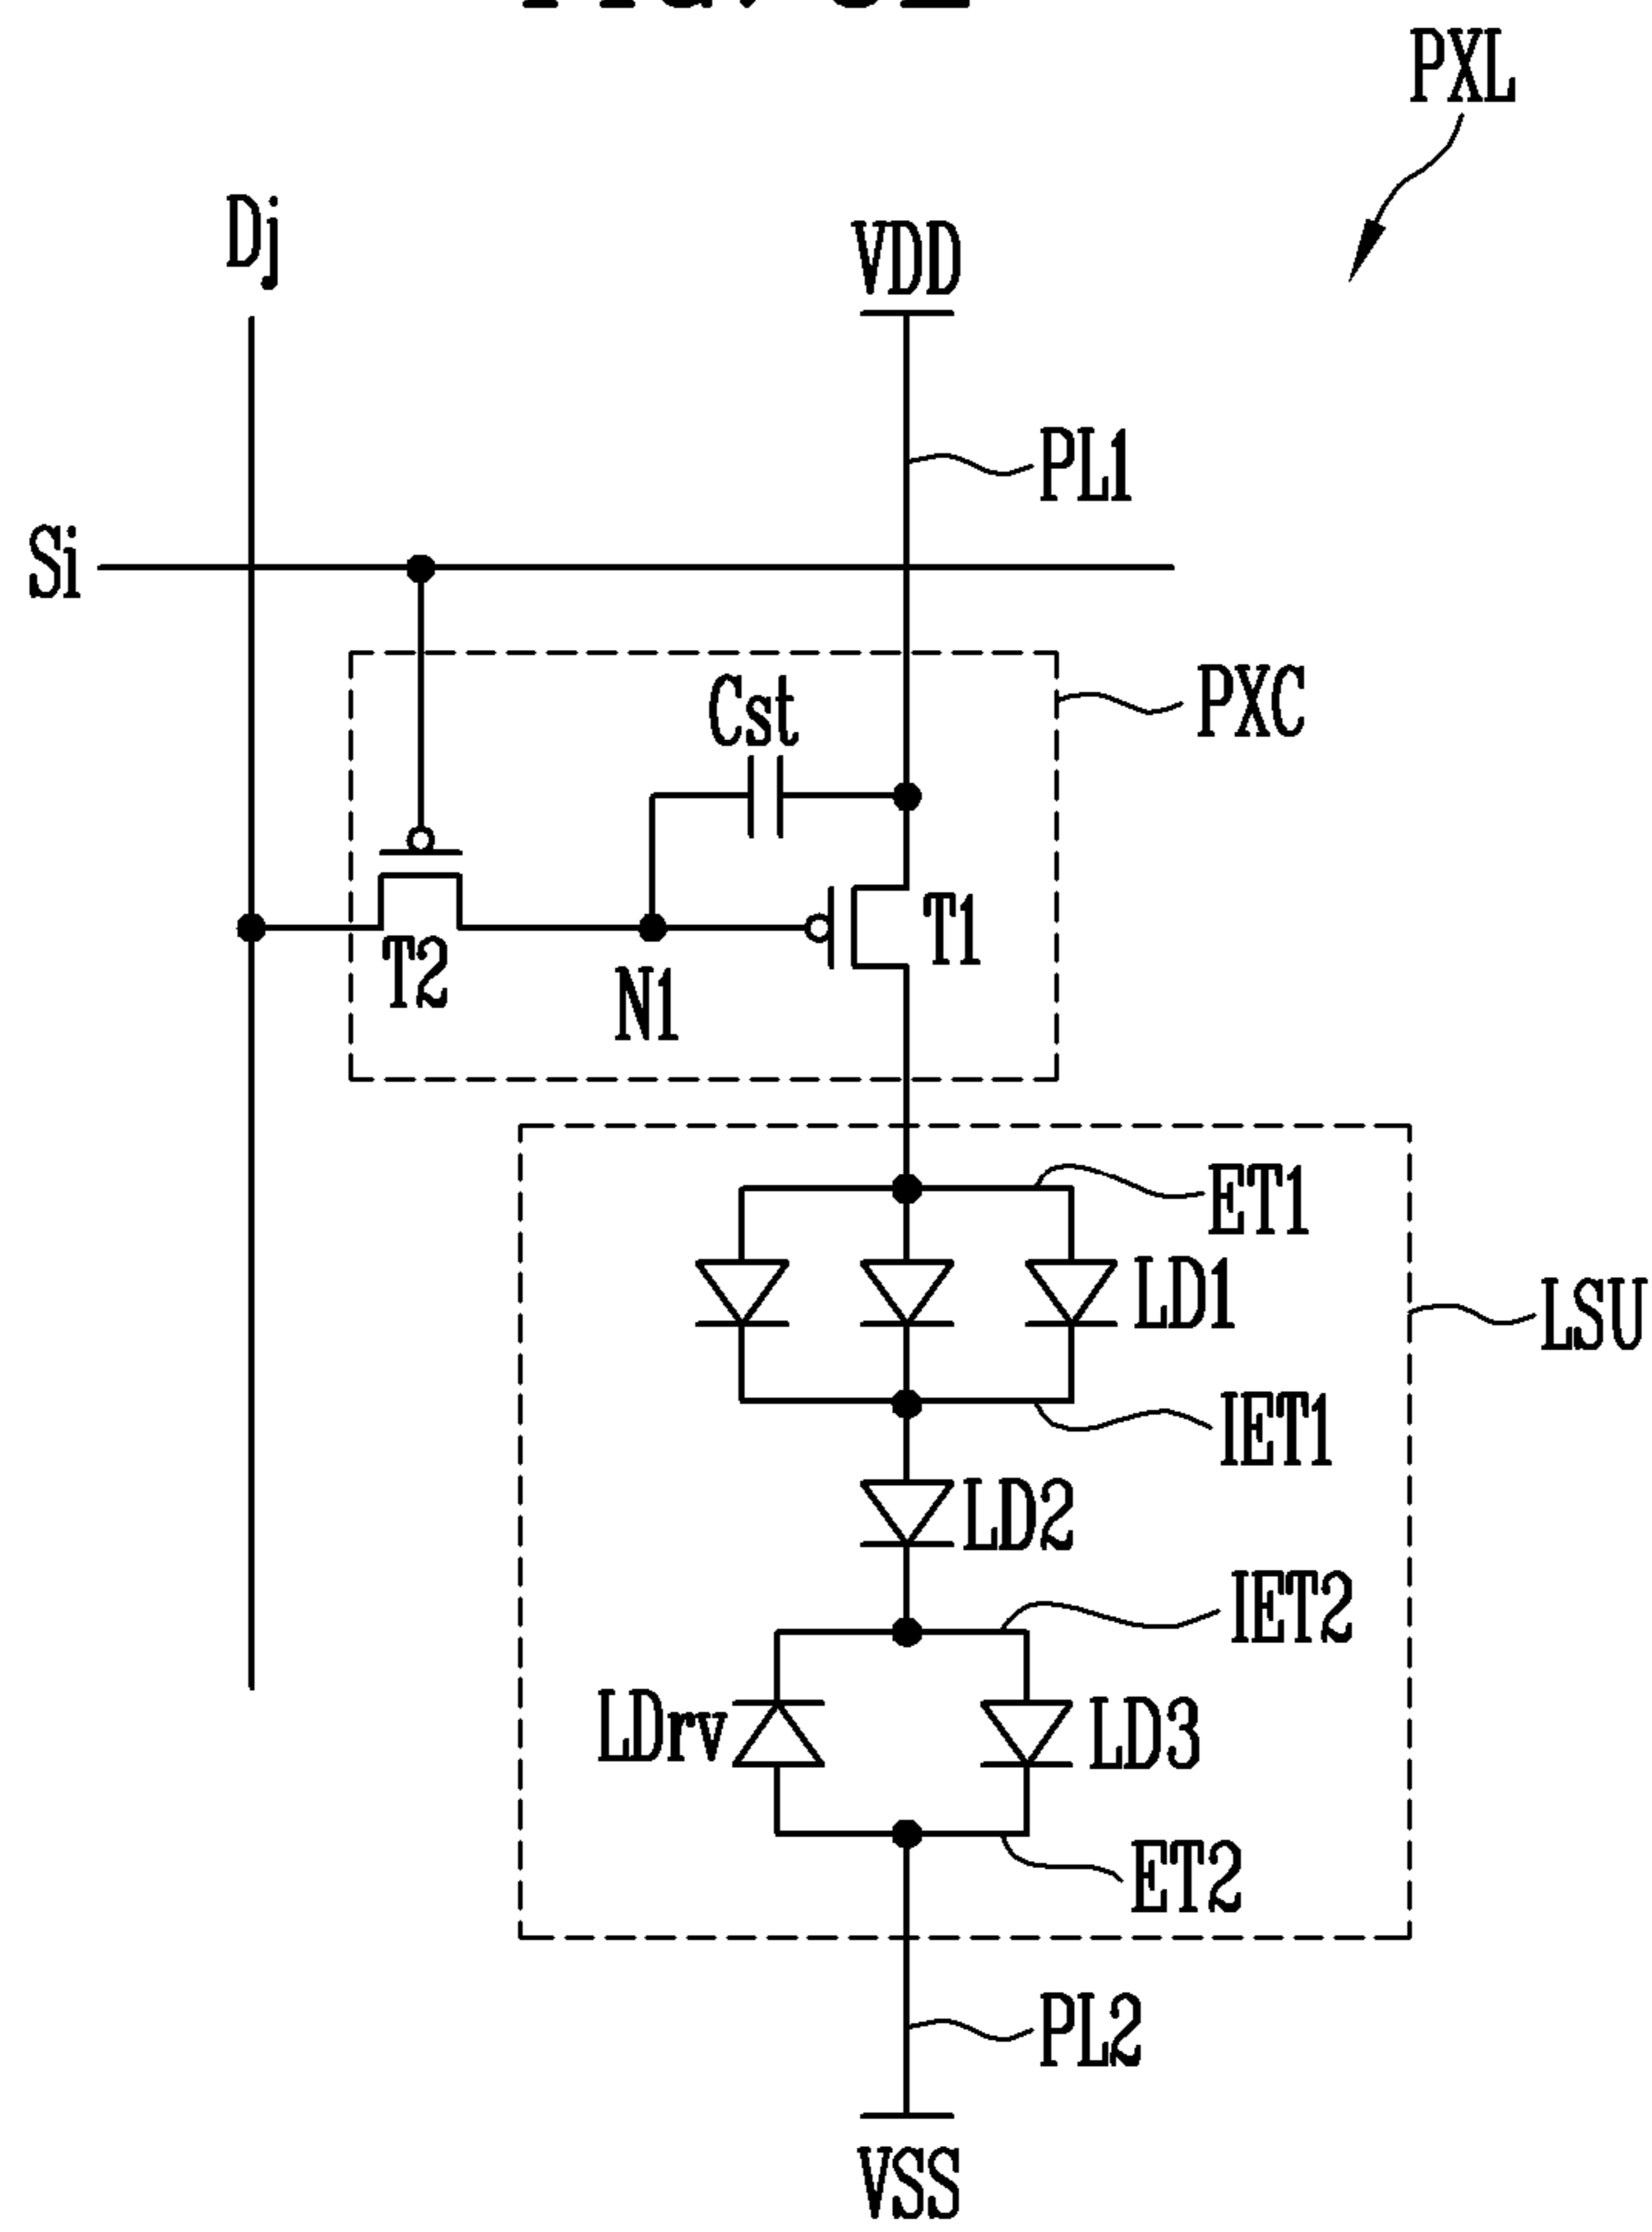 PXL
Dj
VDD
PL1
Si
PXC
Cst
T1
T2
N1
ET1
LD1
LSU
IET1
LD2
IET2
LDrv
LD3
ET2
PL2
VSS